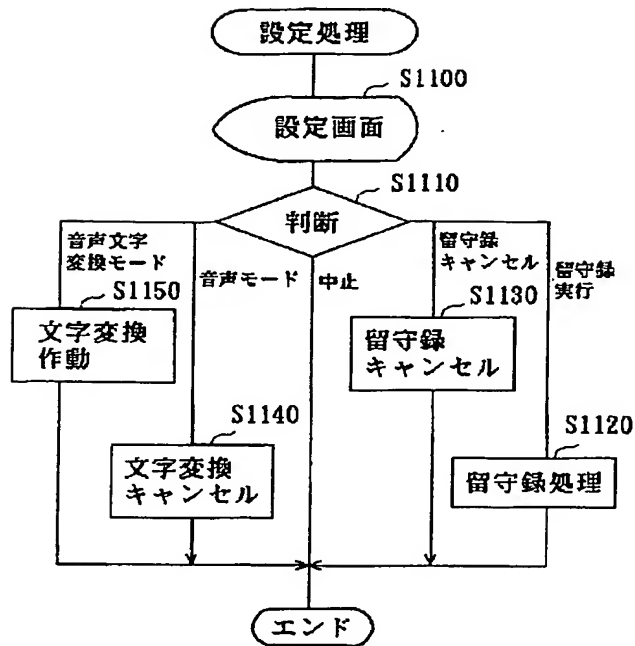 設定処理
S1100
設定画面
S1110
判断
音声文字
変換モード
音声モード
中止
留守録
キャンセル
留守録
実行
S1150
文字変換
作動
S1130
留守録
キャンセル
S1140
文字変換
キャンセル
S1120
留守録処理
エンド